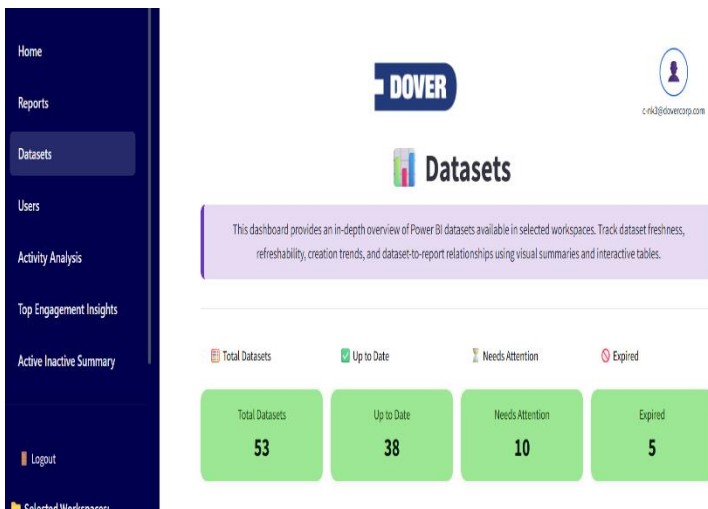 Home
Reports
Datasets
Users
Activity Analysis
Top Engagement Insights
Active Inactive Summary
Logout
Selected Workspaces:
DOVER
c-nk3@dovercorp.com
Datasets
This dashboard provides an in-depth overview of Power BI datasets available in selected workspaces. Track dataset freshness,
refreshability, creation trends, and dataset-to-report relationships using visual summaries and interactive tables.
Total Datasets Up to Date Needs Attention Expired
Total Datasets Up to Date Needs Attention Expired
53 38 10 5